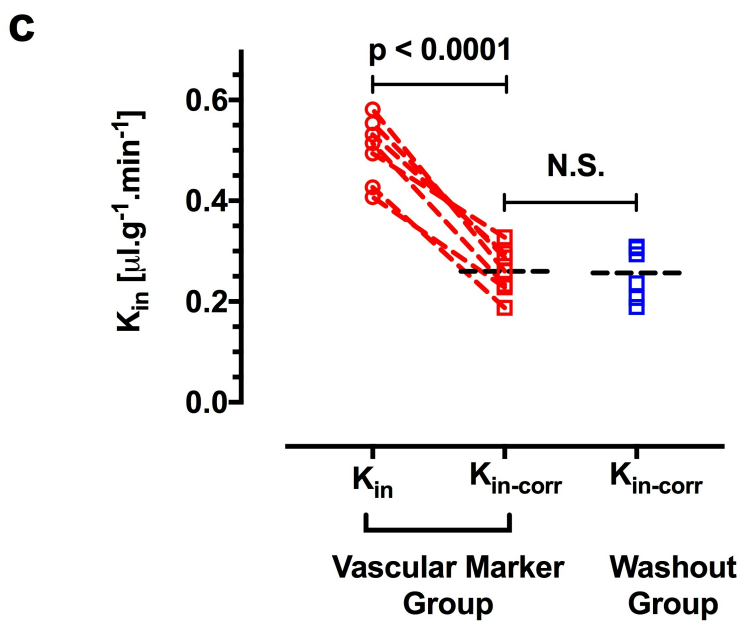 c
p < 0.0001
N.S.
Kin [μl.g-1.min-1]
0.6
0.4
0.2
0.0
Kin
Kin-corr
Kin-corr
Vascular Marker
Group
Washout
Group